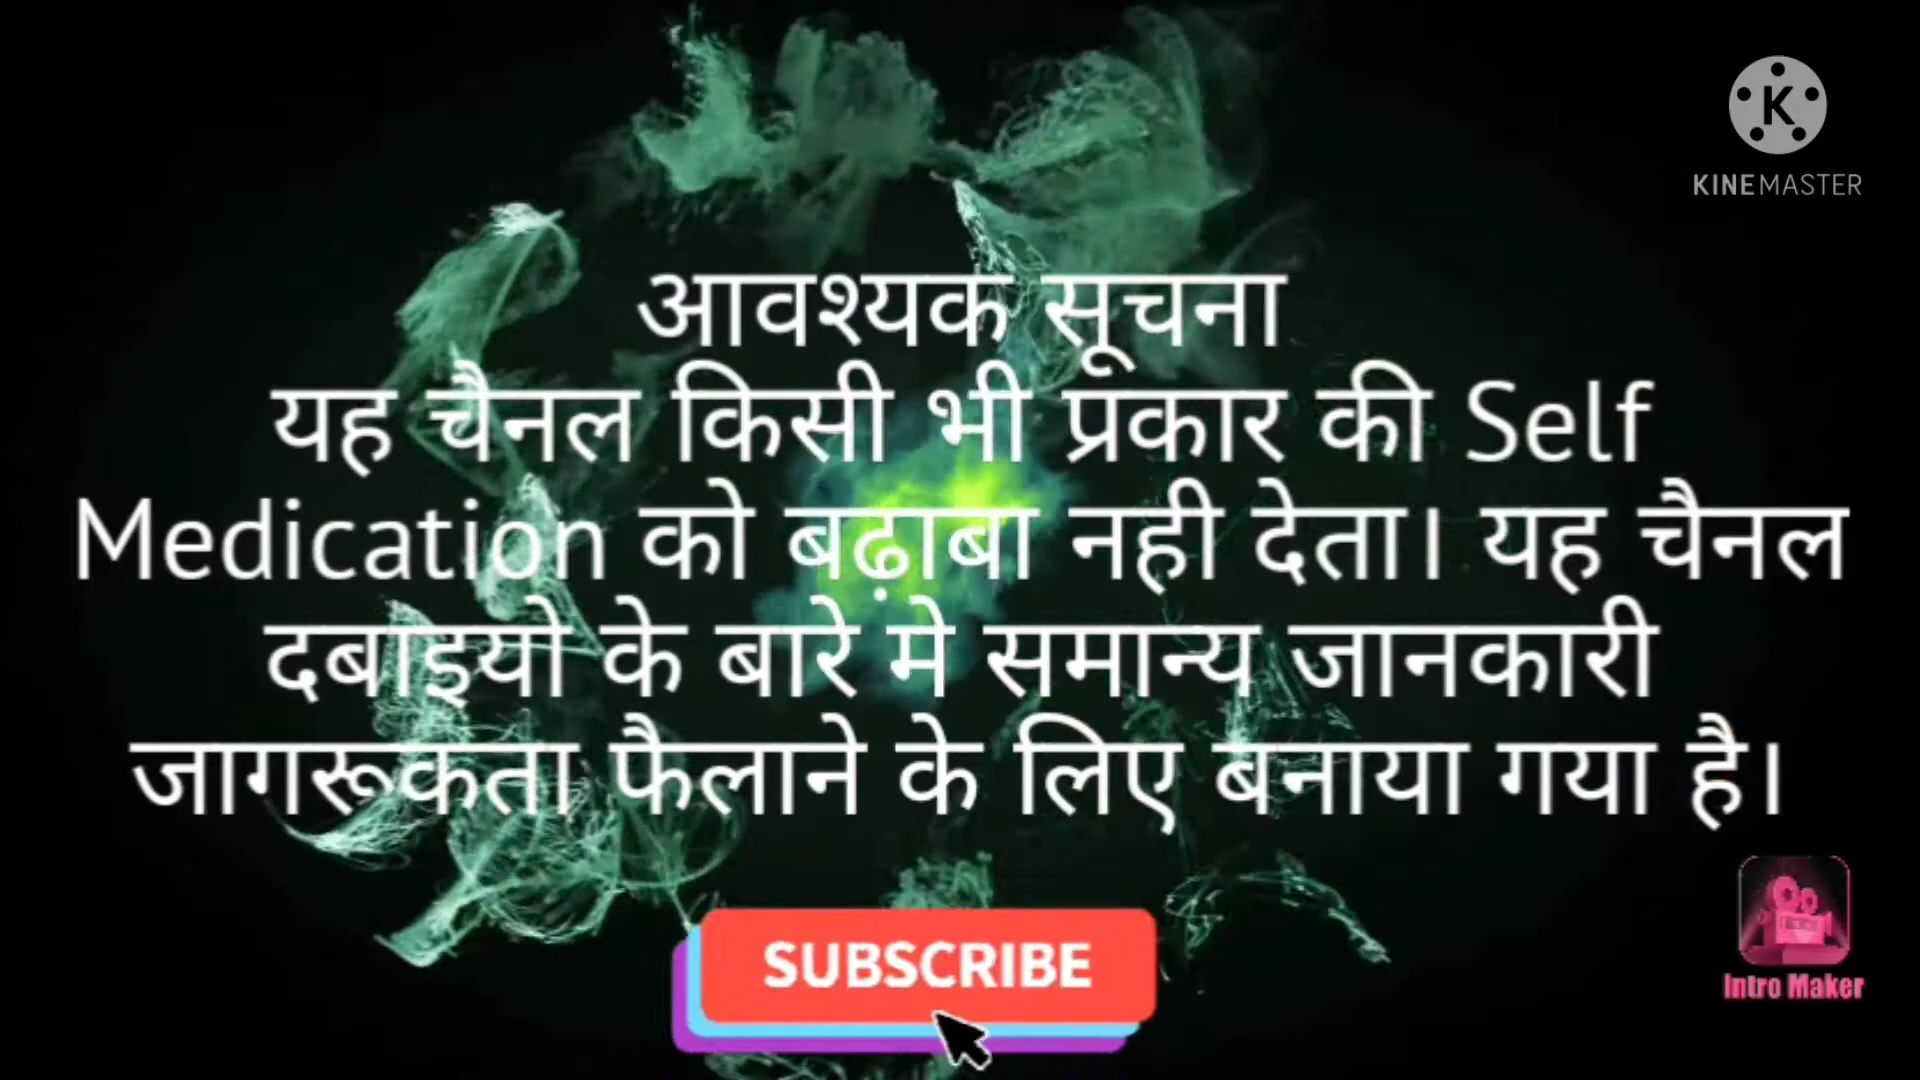 KINEMASTER
आवश्यक सूचना
यह चैनल किसी भी प्रकार की Self
Medication को बढ़ाबा नही देता। यह चैनल
दबाइयो के बारे मे समान्य जानकारी
जागरूकता फैलाने के लिए बनाया गया है।
SUBSCRIBE
Intro Maker